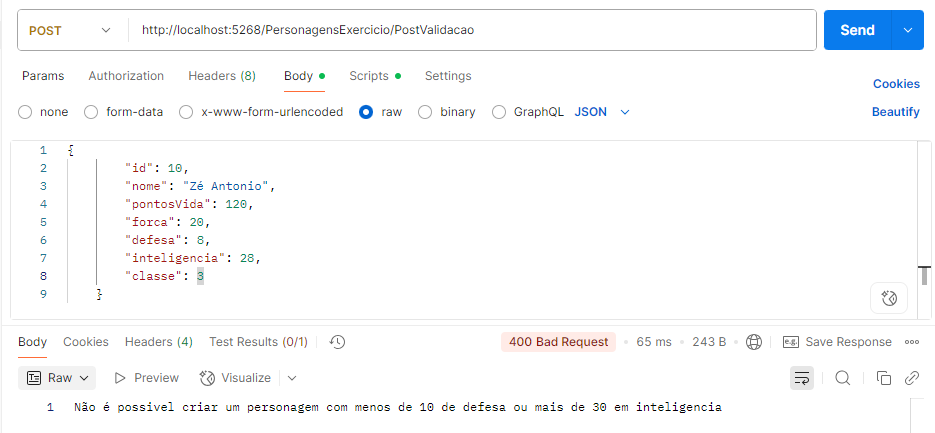 POST http://localhost:5268/PersonagensExercicio/PostValidacao Send
Params Authorization Headers (8) Body Scripts Settings Cookies
none form-data x-www-form-urlencoded raw binary GraphQL JSON Beautify
1 {
2 "id": 10,
3 "nome": "Zé Antonio",
4 "pontosVida": 120,
5 "forca": 20,
6 "defesa": 8,
7 "inteligencia": 28,
8 "classe": 3
9 }
Body Cookies Headers (4) Test Results (0/1) 400 Bad Request • 65 ms • 243 B e.g. Save Response
Raw Preview Visualize
1 Não é possivel criar um personagem com menos de 10 de defesa ou mais de 30 em inteligencia